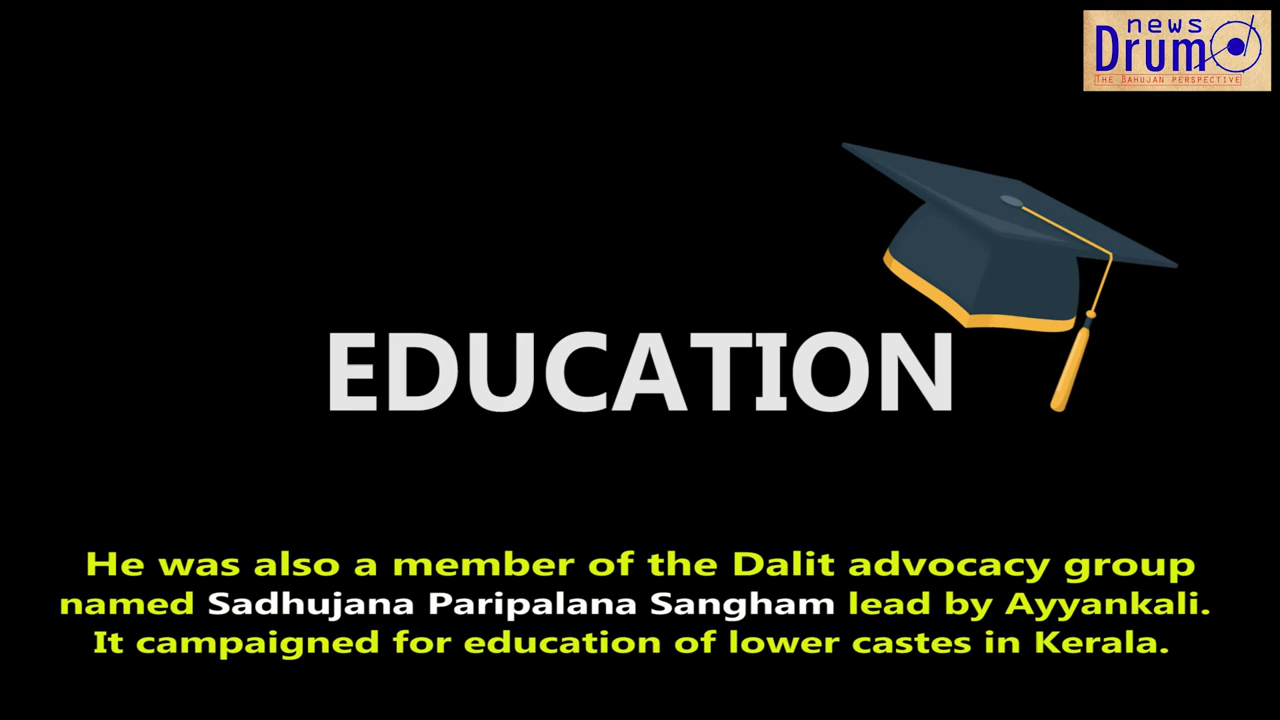 news
Drum
THE BAHUJAN PERSPECTIVE
EDUCATION
He was also a member of the Dalit advocacy group
named Sadhujana Paripalana Sangham lead by Ayyankali.
It campaigned for education of lower castes in Kerala.